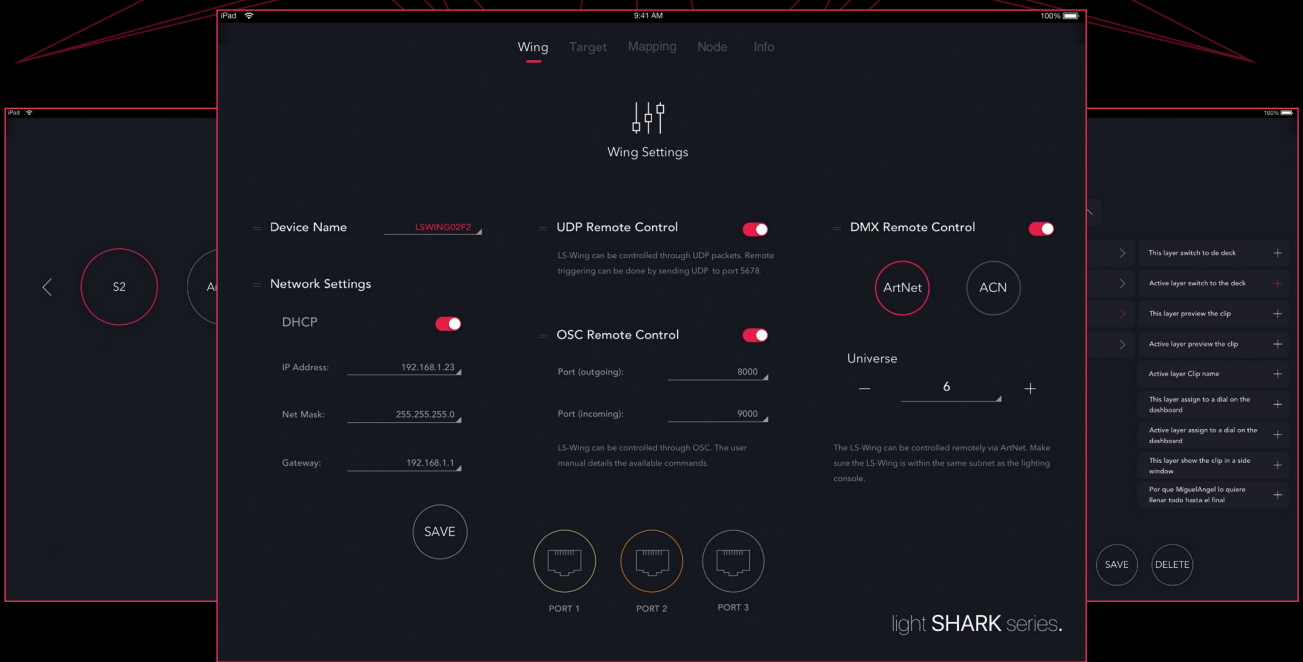 iPad 9:41 AM 100%
Wing Target Mapping Node Info
Wing Settings
Device Name LSWING02F2
Network Settings
DHCP
IP Address: 192.168.1.23
Net Mask: 255.255.255.0
Gateway: 192.168.1.1
SAVE
UDP Remote Control
LS-Wing can be controlled through UDP packets. Remote
triggering can be done by sending UDP to port 5678.
OSC Remote Control
Port (outgoing): 8000
Port (incoming): 9000
LS-Wing can be controlled through OSC. The user
manual details the available commands.
DMX Remote Control
ArtNet ACN
Universe
6
The LS-Wing can be controlled remotely via ArtNet. Make
sure the LS-Wing is within the same subnet as the lighting
console.
PORT 1 PORT 2 PORT 3
light SHARK series.
iPad
S2
100%
This layer switch to de deck
Active layer switch to the deck
This layer preview the clip
Active layer preview the clip
Active layer Clip name
This layer assign to a dial on the
dashboard
Active layer assign to a dial on the
dashboard
This layer show the clip in a side
window
Por que MiguelAngel lo quiere
llenar todo hasta el final
SAVE DELETE